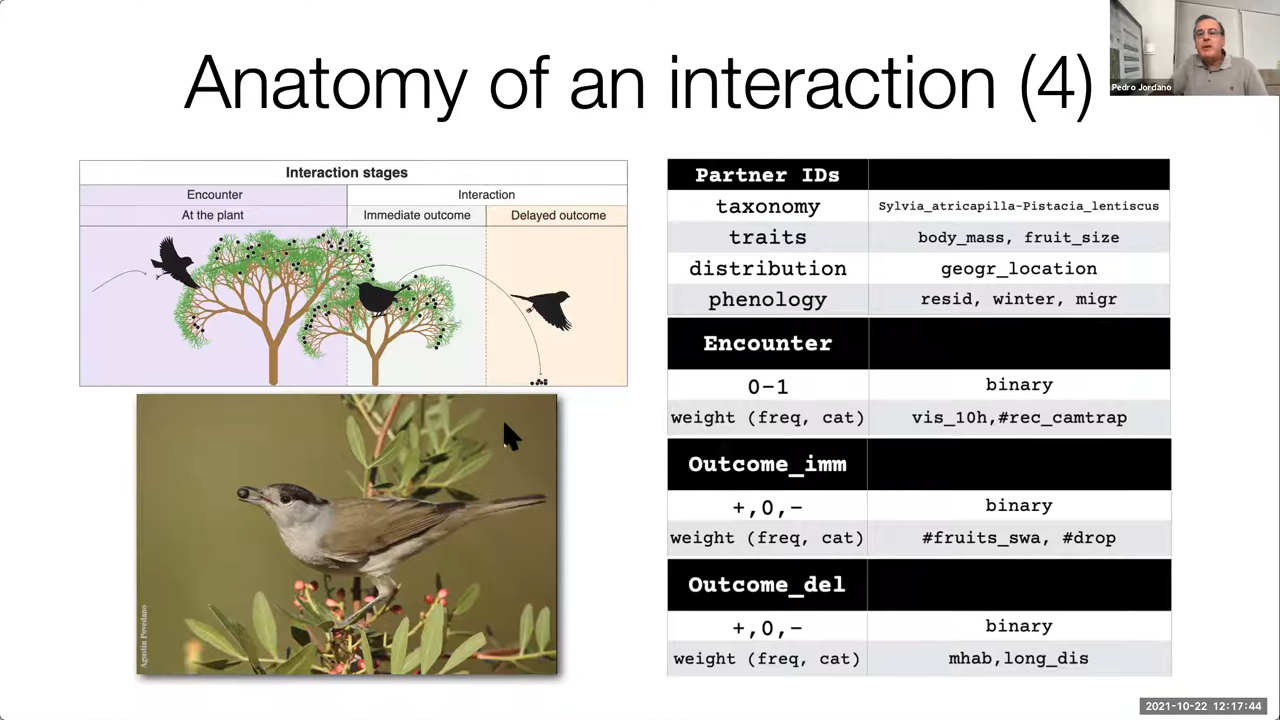 Anatomy of an interaction (4)
Pedro Jordano
Interaction stages
Encounter
Interaction
At the plant
Immediate outcome
Delayed outcome
Agustín Povedano
Partner IDs
taxonomy
Sylvia_atricapilla-Pistacia_lentiscus
traits
body_mass, fruit_size
distribution
geogr_location
phenology
resid, winter, migr
Encounter
0-1
binary
weight (freq, cat)
vis_10h,#rec_camtrap
Outcome_imm
+,0,-
binary
weight (freq, cat)
#fruits_swa, #drop
Outcome_del
+,0,-
binary
weight (freq, cat)
mhab,long_dis
2021-10-22 12:17:44